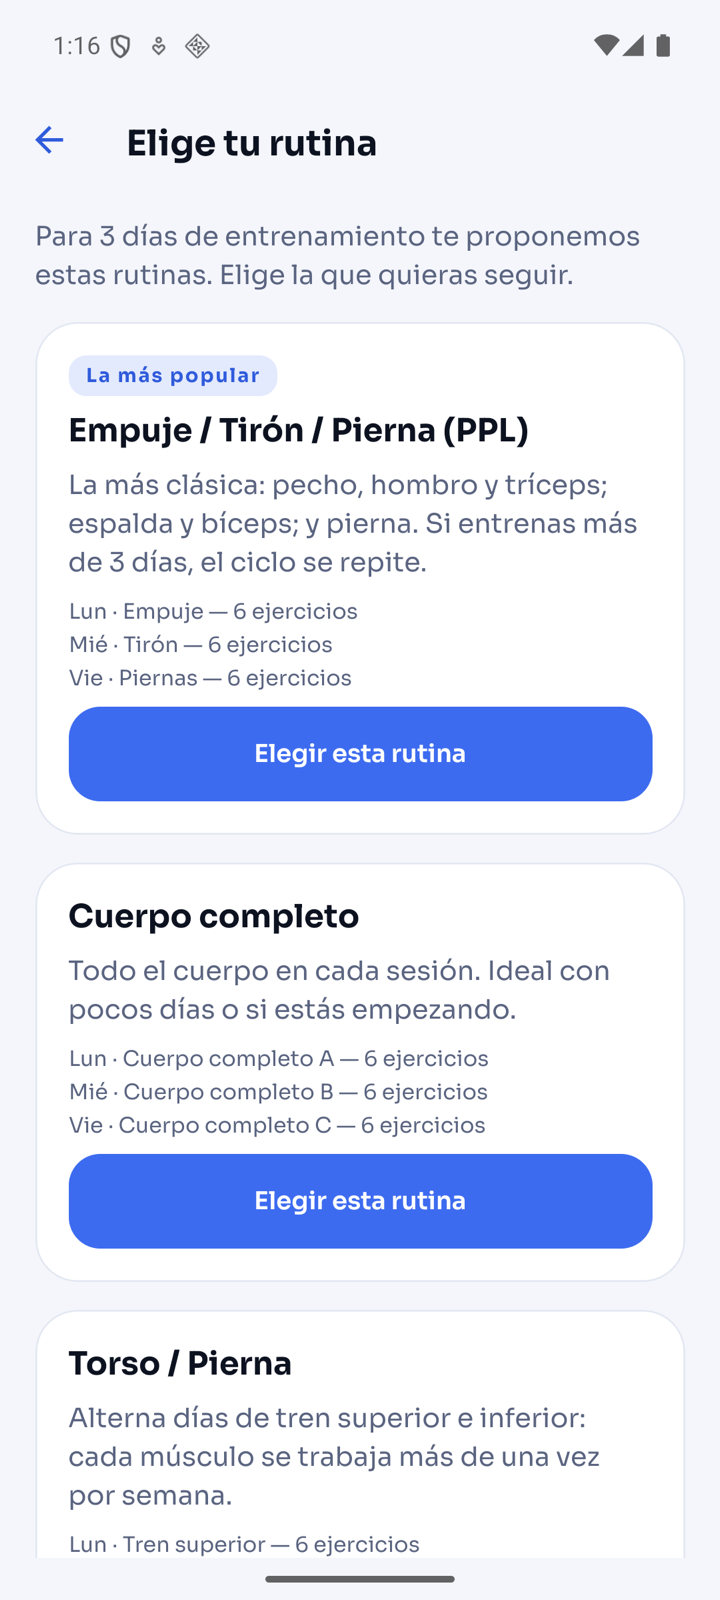 1:16
Elige tu rutina
Para 3 días de entrenamiento te proponemos
estas rutinas. Elige la que quieras seguir.
La más popular
Empuje / Tirón / Pierna (PPL)
La más clásica: pecho, hombro y tríceps;
espalda y bíceps; y pierna. Si entrenas más
de 3 días, el ciclo se repite.
Lun · Empuje — 6 ejercicios
Mié · Tirón — 6 ejercicios
Vie · Piernas — 6 ejercicios
Elegir esta rutina
Cuerpo completo
Todo el cuerpo en cada sesión. Ideal con
pocos días o si estás empezando.
Lun · Cuerpo completo A — 6 ejercicios
Mié · Cuerpo completo B — 6 ejercicios
Vie · Cuerpo completo C — 6 ejercicios
Elegir esta rutina
Torso / Pierna
Alterna días de tren superior e inferior:
cada músculo se trabaja más de una vez
por semana.
Lun · Tren superior — 6 ejercicios